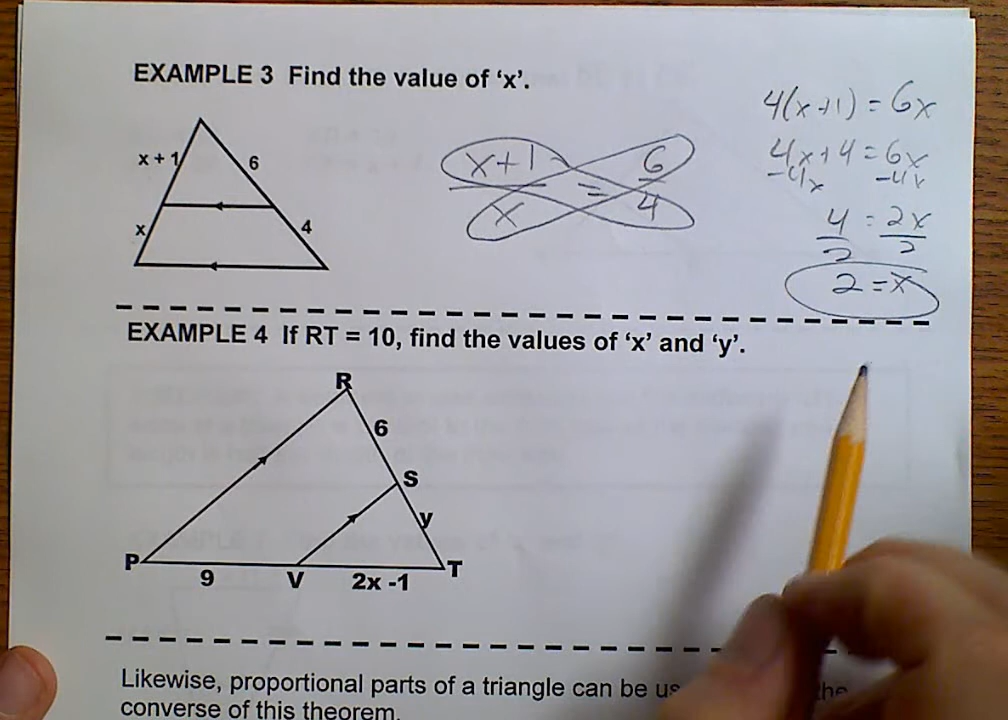 EXAMPLE 3 Find the value of ‘x’.
x + 1
6
x
4
x+1 = 6
x 4
4(x+1) = 6x
4x+4 = 6x
-4x -4x
4 = 2x
2 2
2 = x
EXAMPLE 4 If RT = 10, find the values of ‘x’ and ‘y’.
R
6
S
y
P
V
T
9
2x -1
Likewise, proportional parts of a triangle can be us the
converse of this theorem.